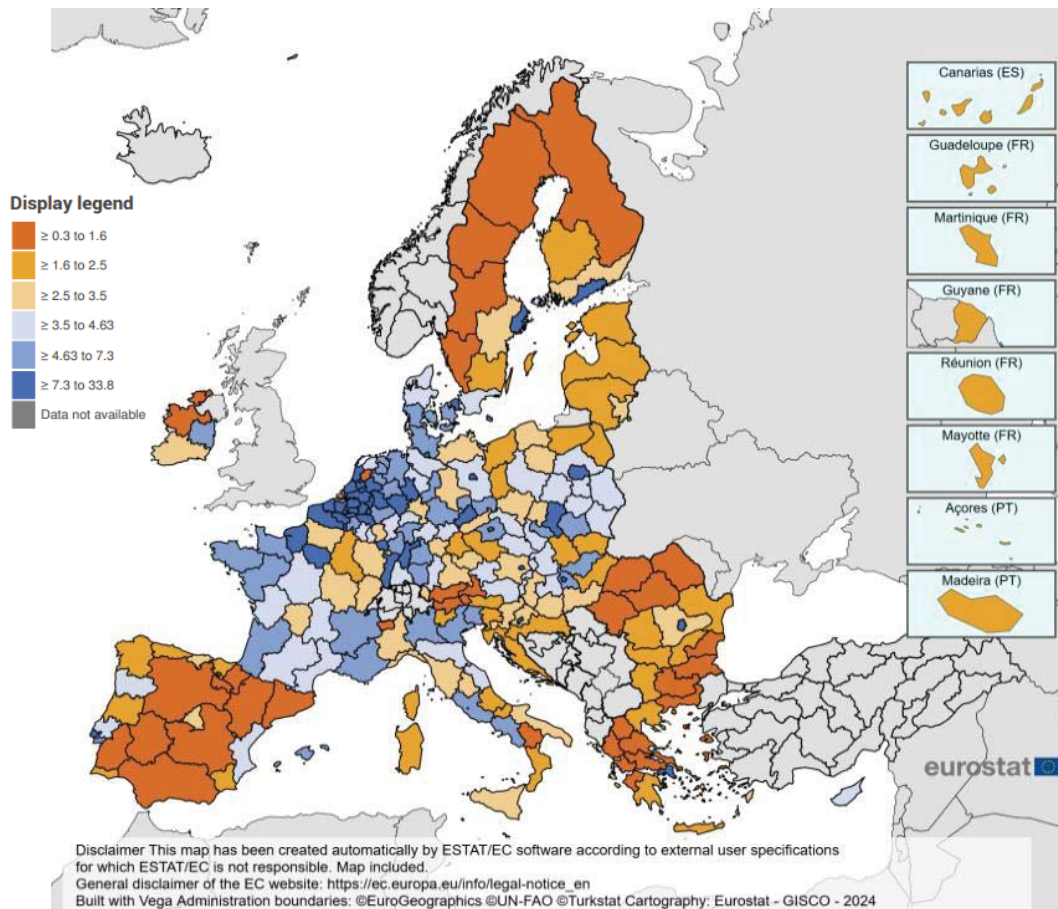 Display legend
≥ 0.3 to 1.6
≥ 1.6 to 2.5
≥ 2.5 to 3.5
≥ 3.5 to 4.63
≥ 4.63 to 7.3
≥ 7.3 to 33.8
Data not available
Canarias (ES)
Guadeloupe (FR)
Martinique (FR)
Guyane (FR)
Réunion (FR)
Mayotte (FR)
Açores (PT)
Madeira (PT)
eurostat
Disclaimer This map has been created automatically by ESTAT/EC software according to external user specifications
for which ESTAT/EC is not responsible. Map included.
General disclaimer of the EC website: https://ec.europa.eu/info/legal-notice_en
Built with Vega Administration boundaries: ©EuroGeographics ©UN-FAO ©Turkstat Cartography: Eurostat - GISCO - 2024